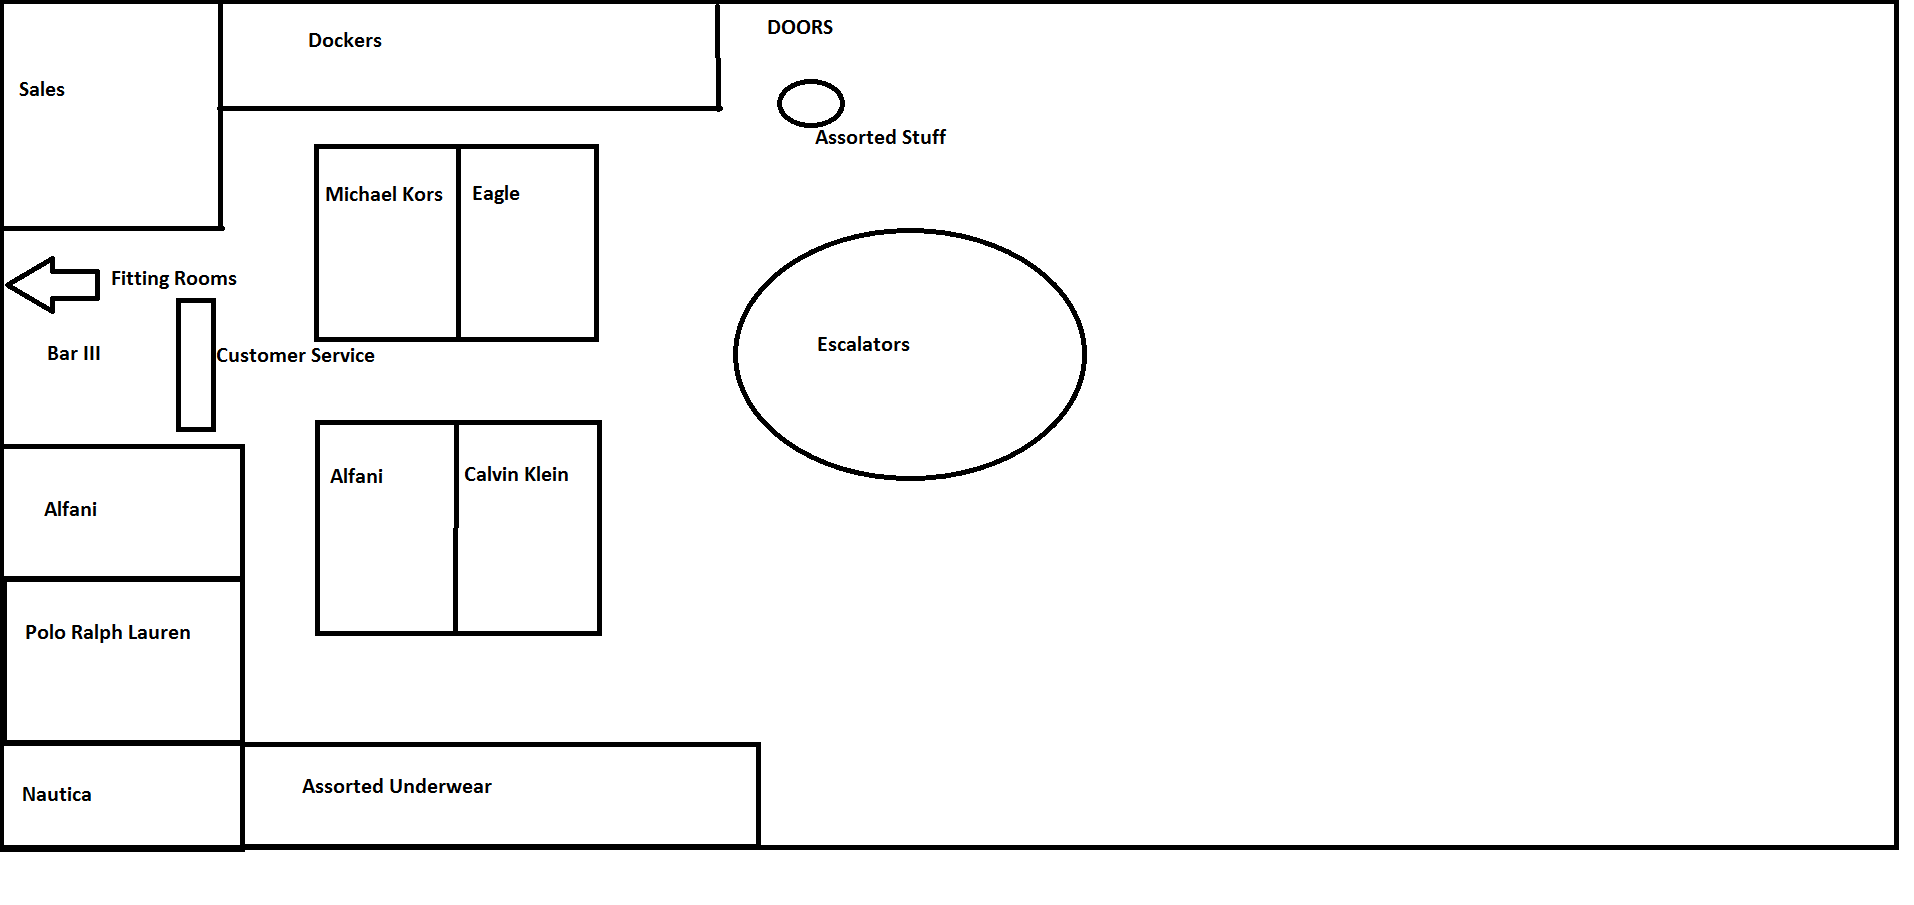 DOORS
Dockers
Sales
Assorted Stuff
Michael Kors
Eagle
Fitting Rooms
Escalators
Bar III
Customer Service
Alfani
Calvin Klein
Alfani
Polo Ralph Lauren
Nautica
Assorted Underwear